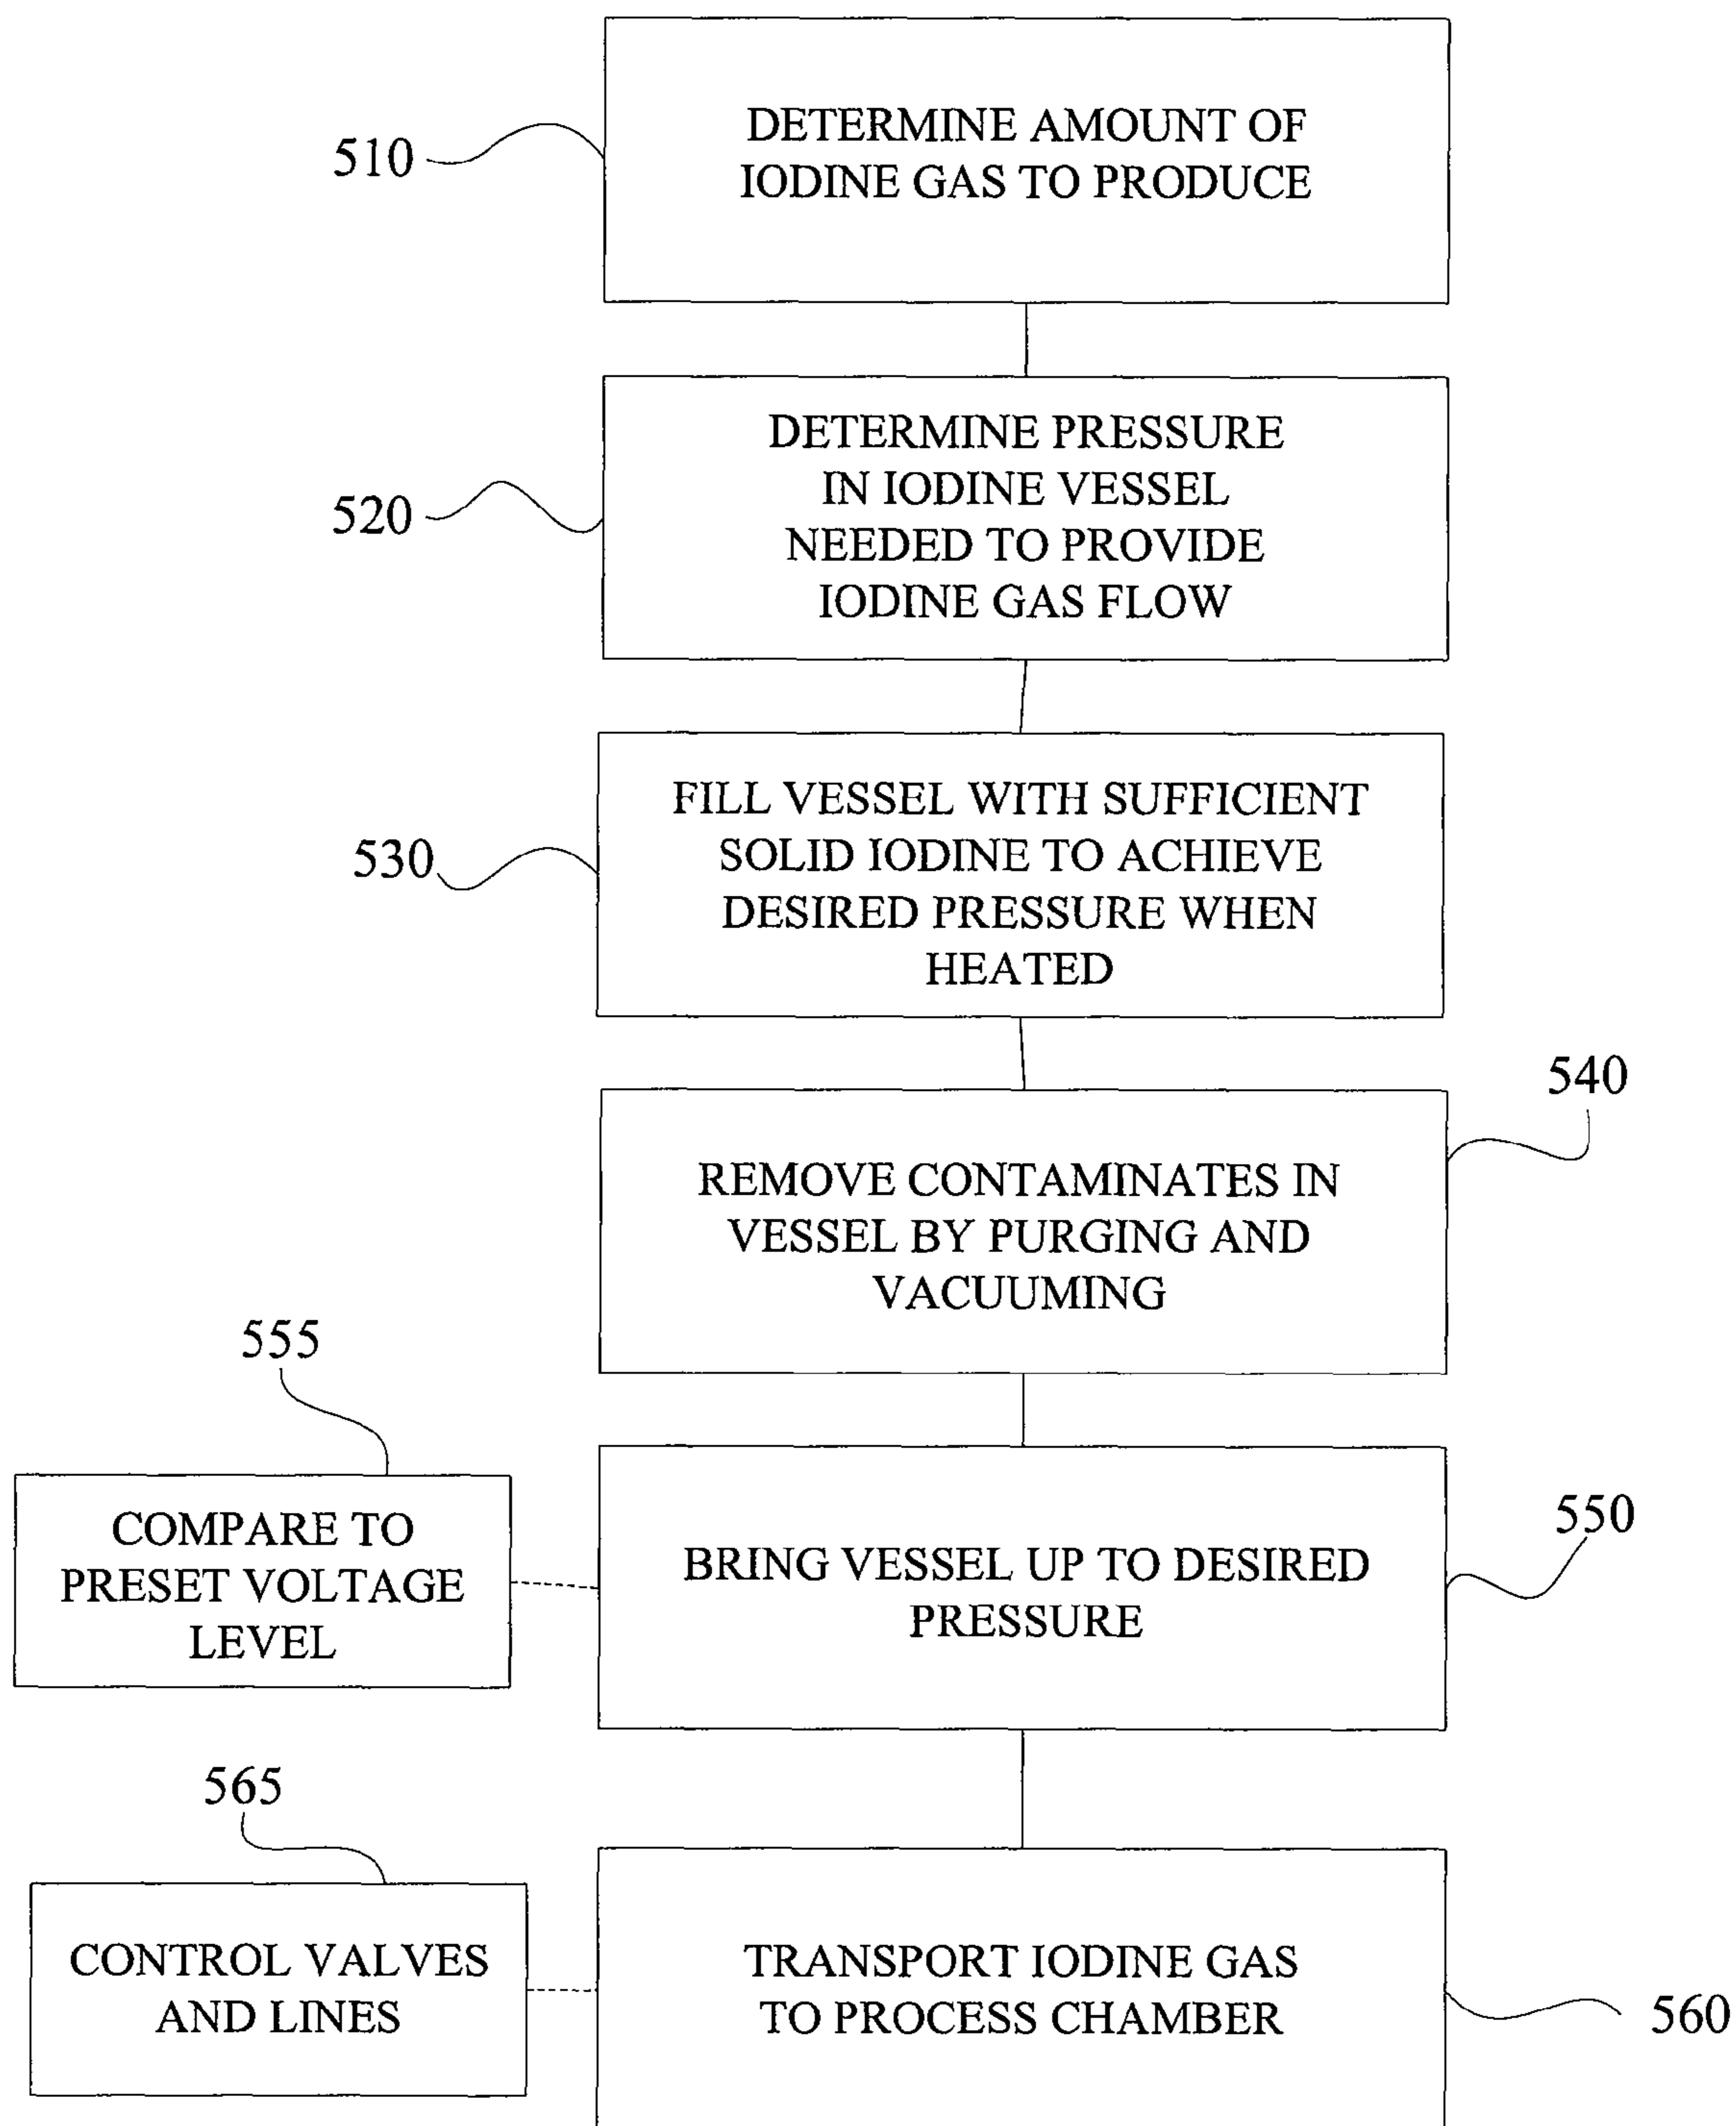 510
DETERMINE AMOUNT OF
IODINE GAS TO PRODUCE
520
DETERMINE PRESSURE
IN IODINE VESSEL
NEEDED TO PROVIDE
IODINE GAS FLOW
530
FILL VESSEL WITH SUFFICIENT
SOLID IODINE TO ACHIEVE
DESIRED PRESSURE WHEN
HEATED
540
REMOVE CONTAMINATES IN
VESSEL BY PURGING AND
VACUUMING
555
COMPARE TO
PRESET VOLTAGE
LEVEL
550
BRING VESSEL UP TO DESIRED
PRESSURE
565
CONTROL VALVES
AND LINES
TRANSPORT IODINE GAS
TO PROCESS CHAMBER
560